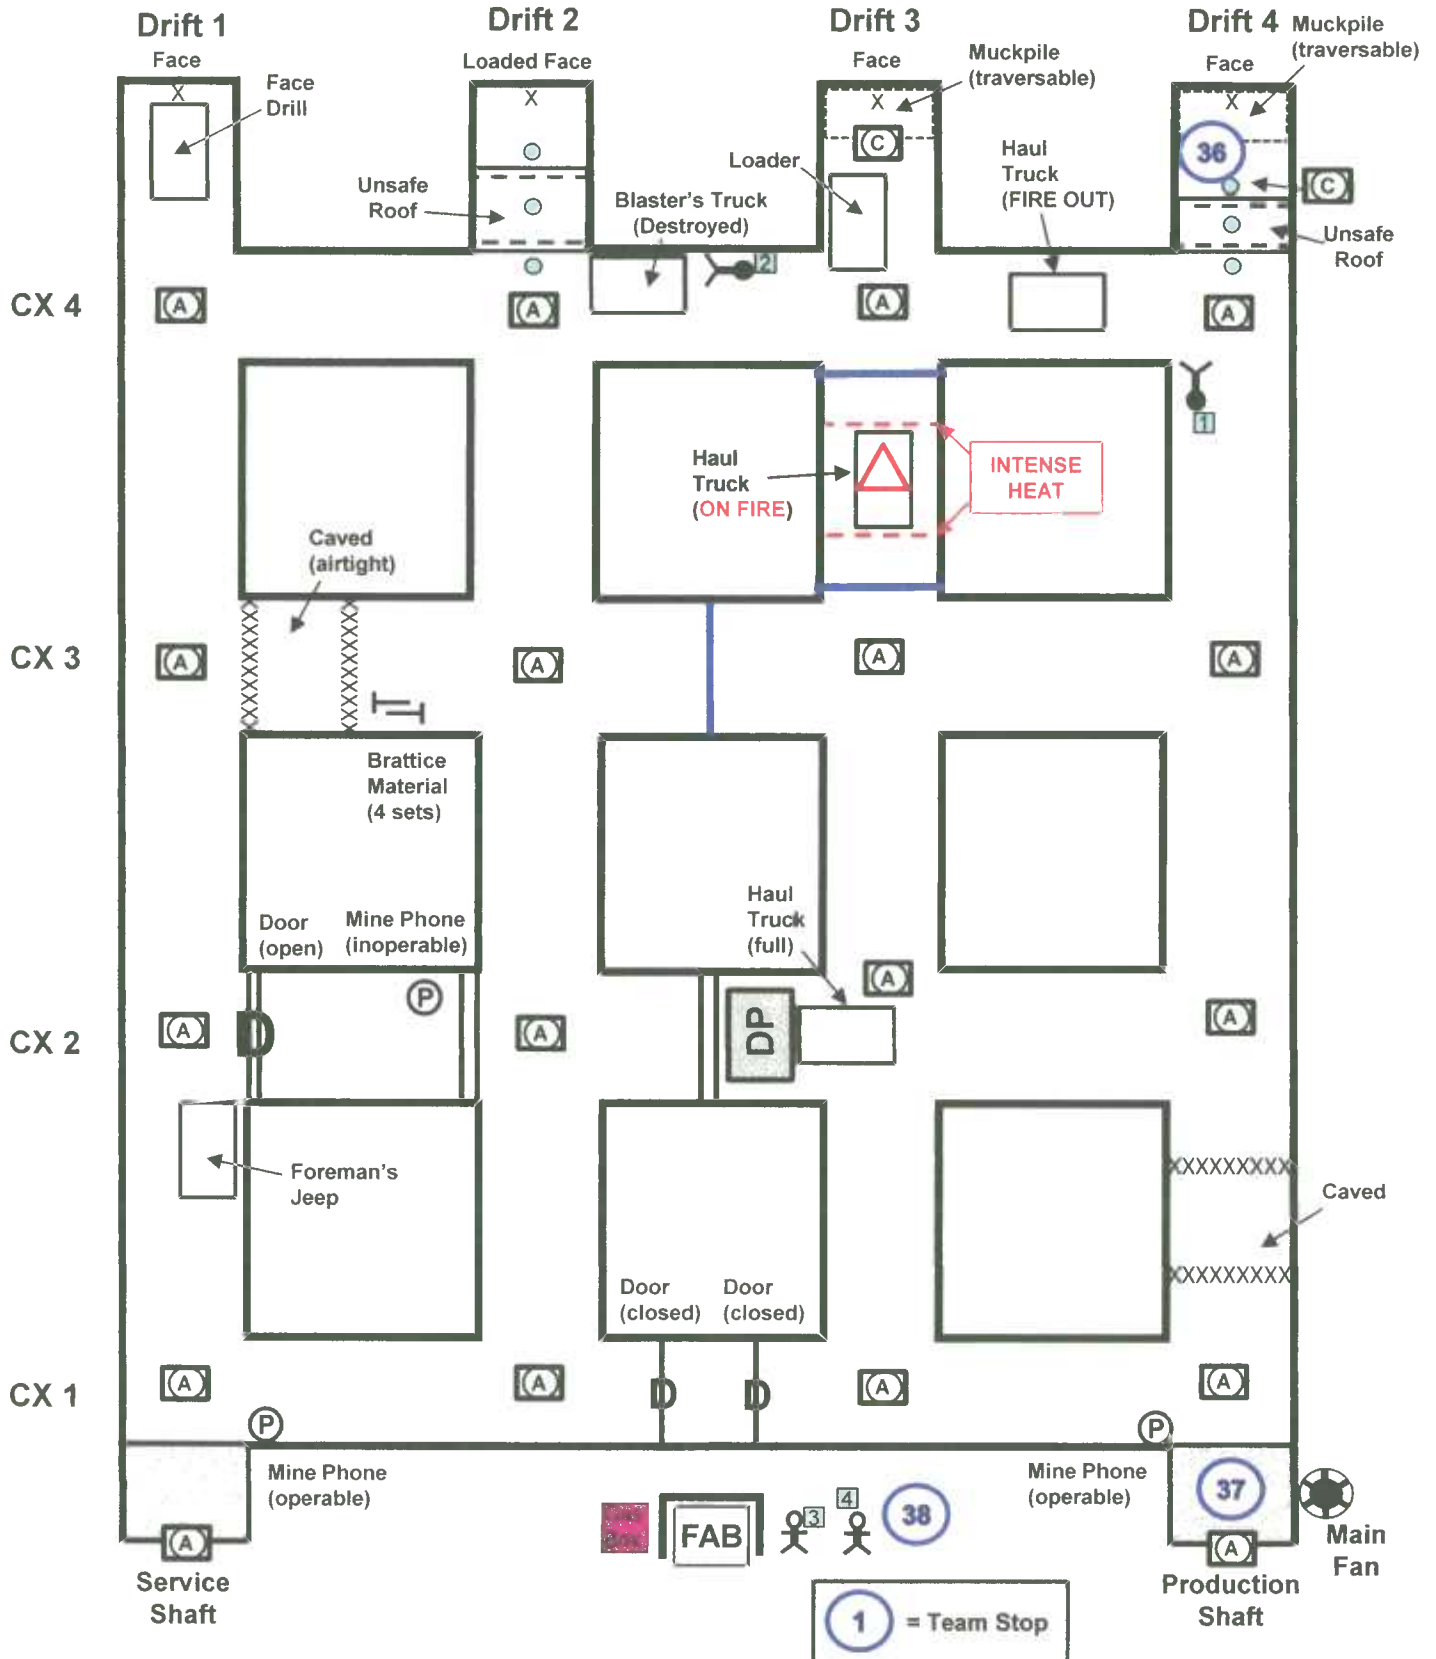 Drift 1
Drift 2
Drift 3
Drift 4
Face
Loaded Face
Face
Face
Muckpile
(traversable)
Muckpile
(traversable)
Face
Drill
X
X
X
X
C
36
C
Unsafe
Roof
Blaster's Truck
(Destroyed)
Loader
Haul
Truck
(FIRE OUT)
Unsafe
Roof
2
CX 4
A
A
A
A
1
Haul
Truck
(ON FIRE)
INTENSE
HEAT
Caved
(airtight)
XXXXXXXXXX
XXXXXXXXXX
CX 3
A
A
A
A
Brattice
Material
(4 sets)
Door
(open)
Mine Phone
(inoperable)
Haul
Truck
(full)
P
A
CX 2
A
D
A
DP
A
Foreman's
Jeep
XXXXXXXXX
Caved
XXXXXXXXX
Door
(closed)
Door
(closed)
CX 1
A
A
D
D
A
A
P
P
Mine Phone
(operable)
Mine Phone
(operable)
37
FAB
3
4
38
A
A
Main
Fan
Service
Shaft
Production
Shaft
1 = Team Stop